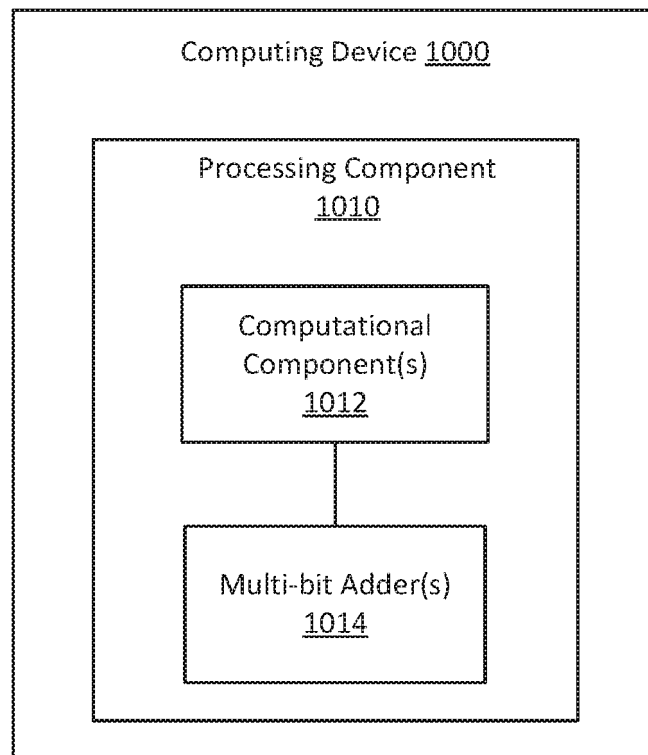 Computing Device 1000
Processing Component
1010
Computational
Component(s)
1012
Multi-bit Adder(s)
1014